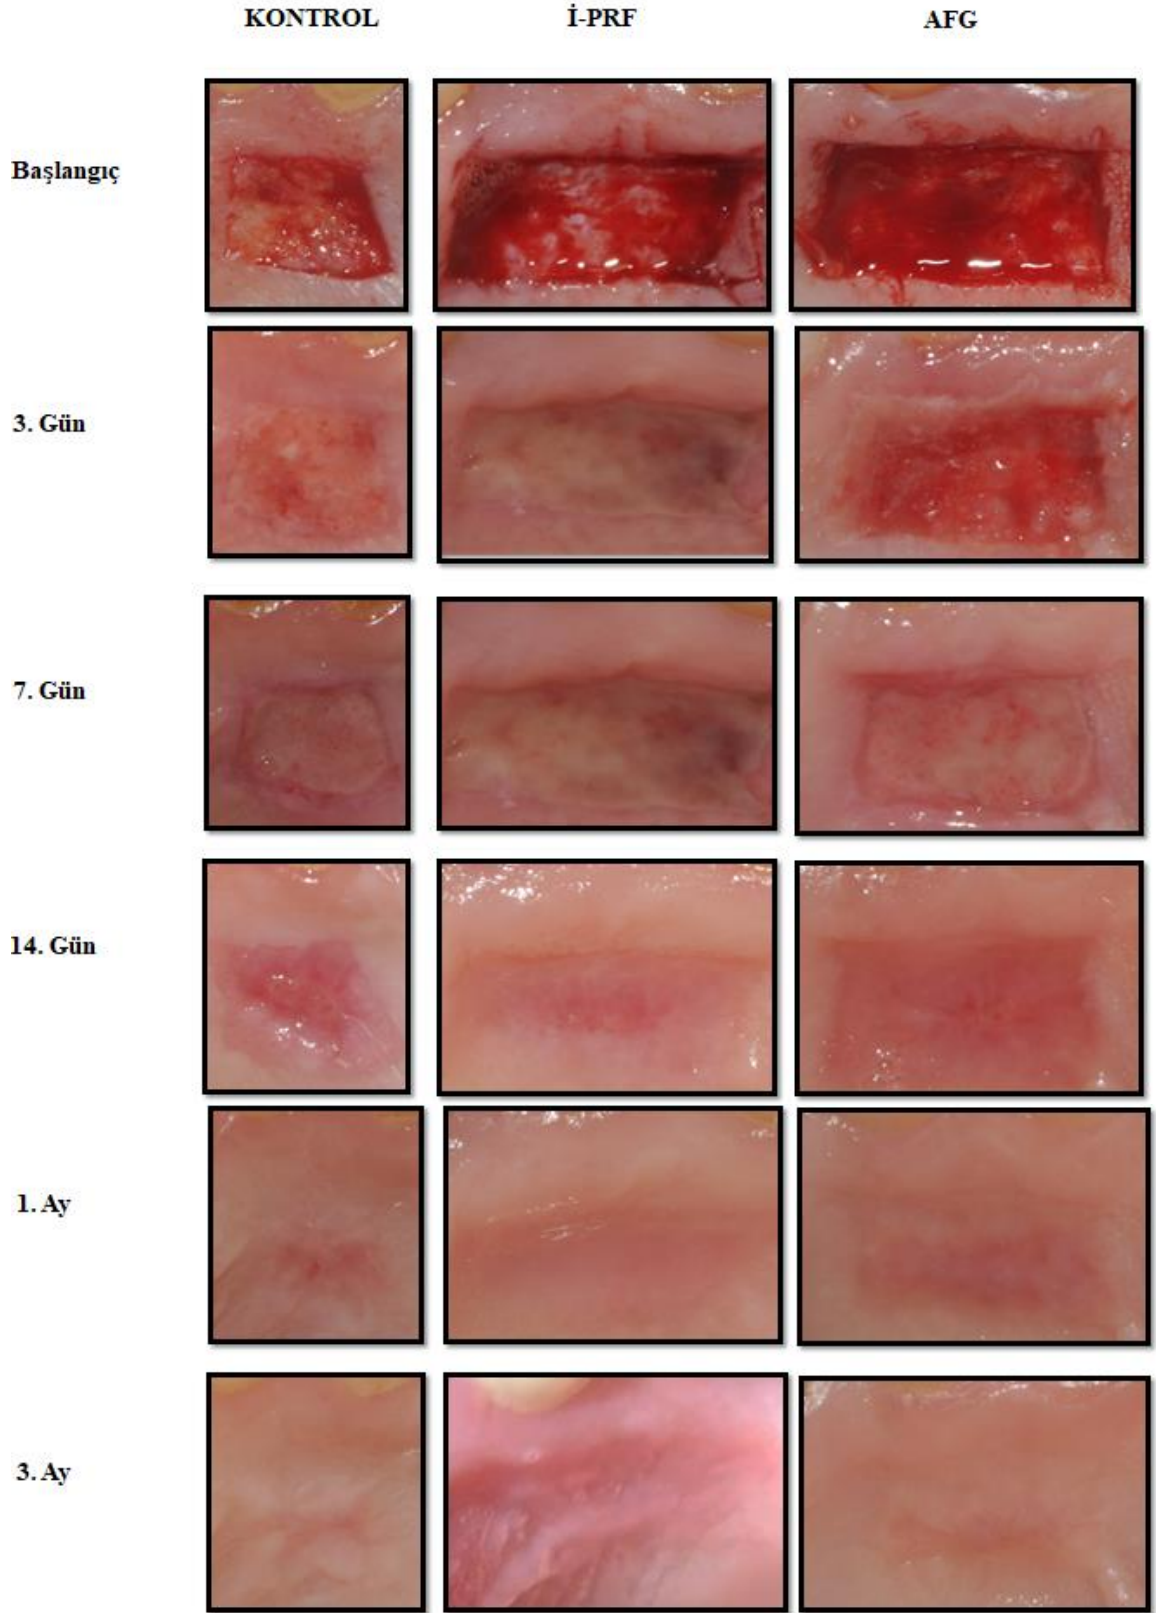 KONTROL İ-PRF AFG
Başlangıç
3. Gün
7. Gün
14. Gün
1. Ay
3. Ay